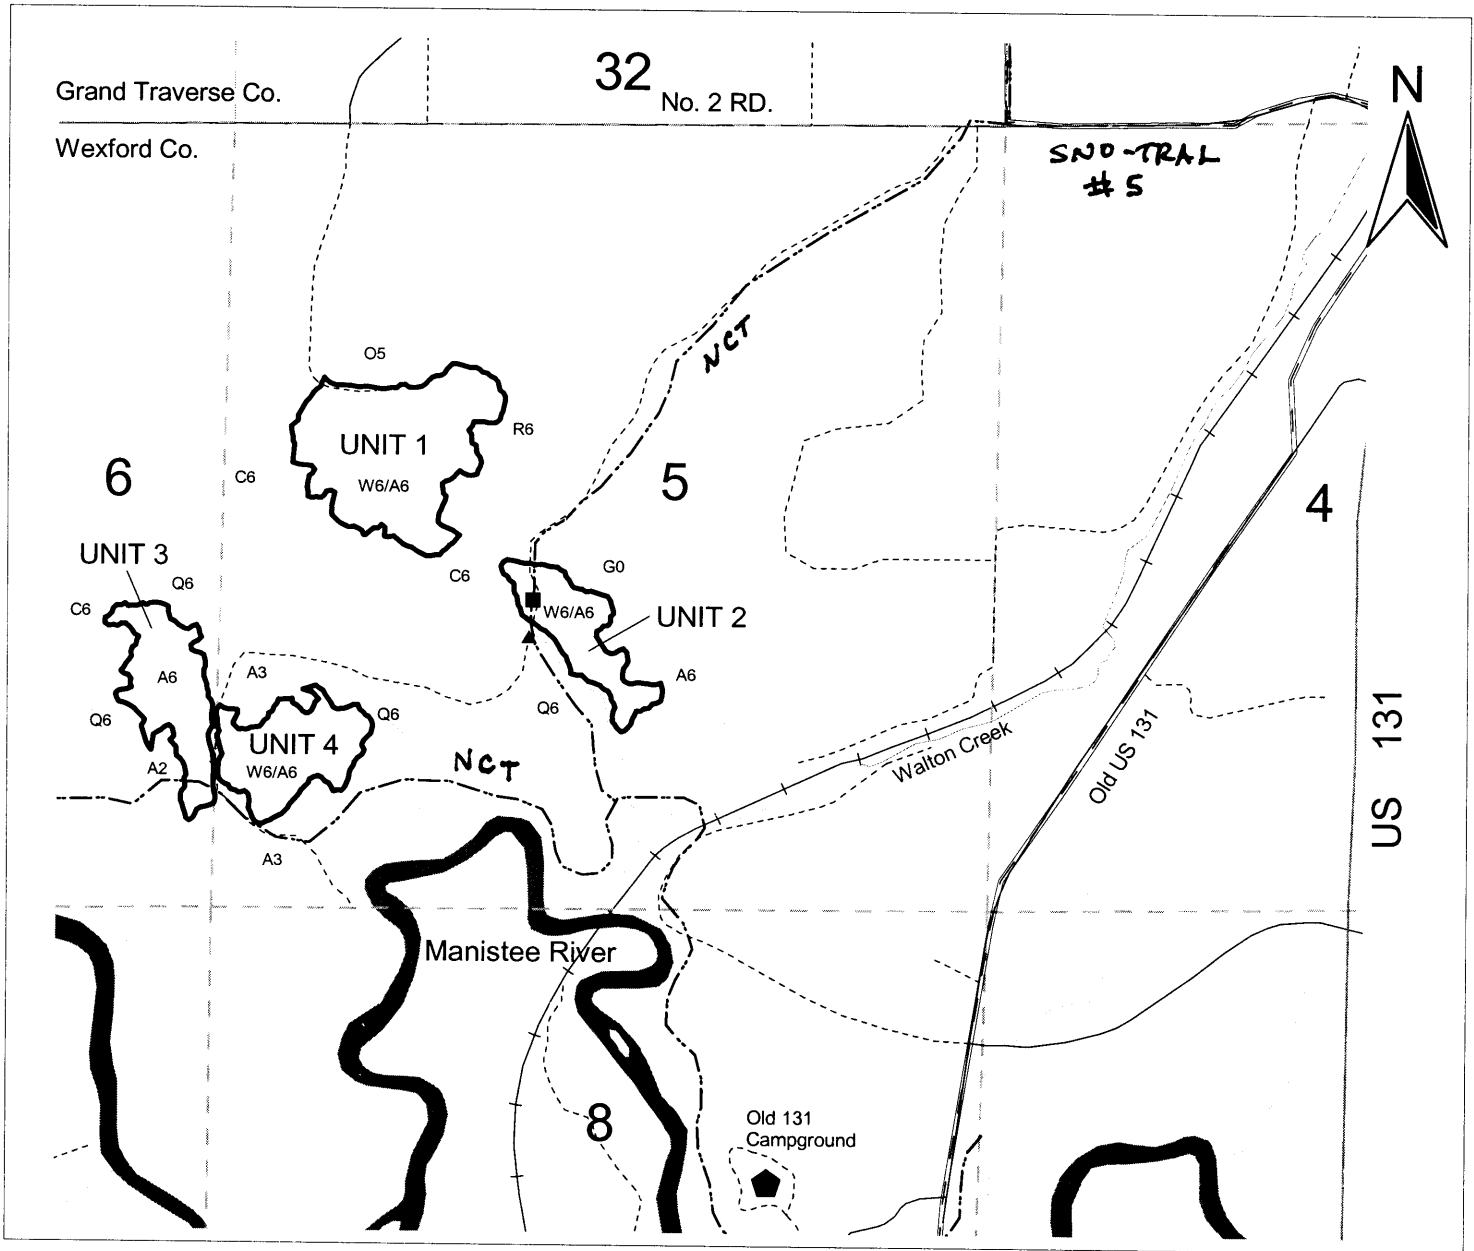 32
No. 2 RD.
N
Grand Traverse Co.
Wexford Co.
SNO-TRAL
# 5
NCT
O5
R6
UNIT 1
W6/A6
C6
6
5
4
UNIT 3
Q6
C6
C6
G0
W6/A6
UNIT 2
A6
A3
A6
Q6
Q6
Q6
UNIT 4
W6/A6
A2
NCT
A3
Walton Creek
Old US 131
US 131
Manistee River
8
Old 131
Campground